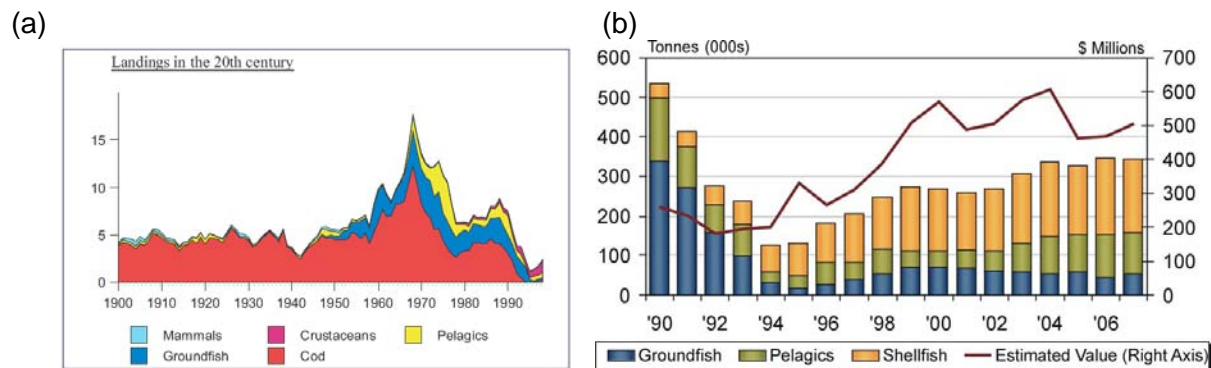 (a)
Landings in the 20th century
15
10
5
0
1900 1910 1920 1930 1940 1950 1960 1970 1980 1990
Mammals Crustaceans Pelagics
Groundfish Cod
(b)
Tonnes (000s) $ Millions
600 700
500 600
400 500
300 400
200 300
100 200
0 100
0
'90 '92 '94 '96 '98 '00 '02 '04 '06
Groundfish Pelagics Shellfish Estimated Value (Right Axis)